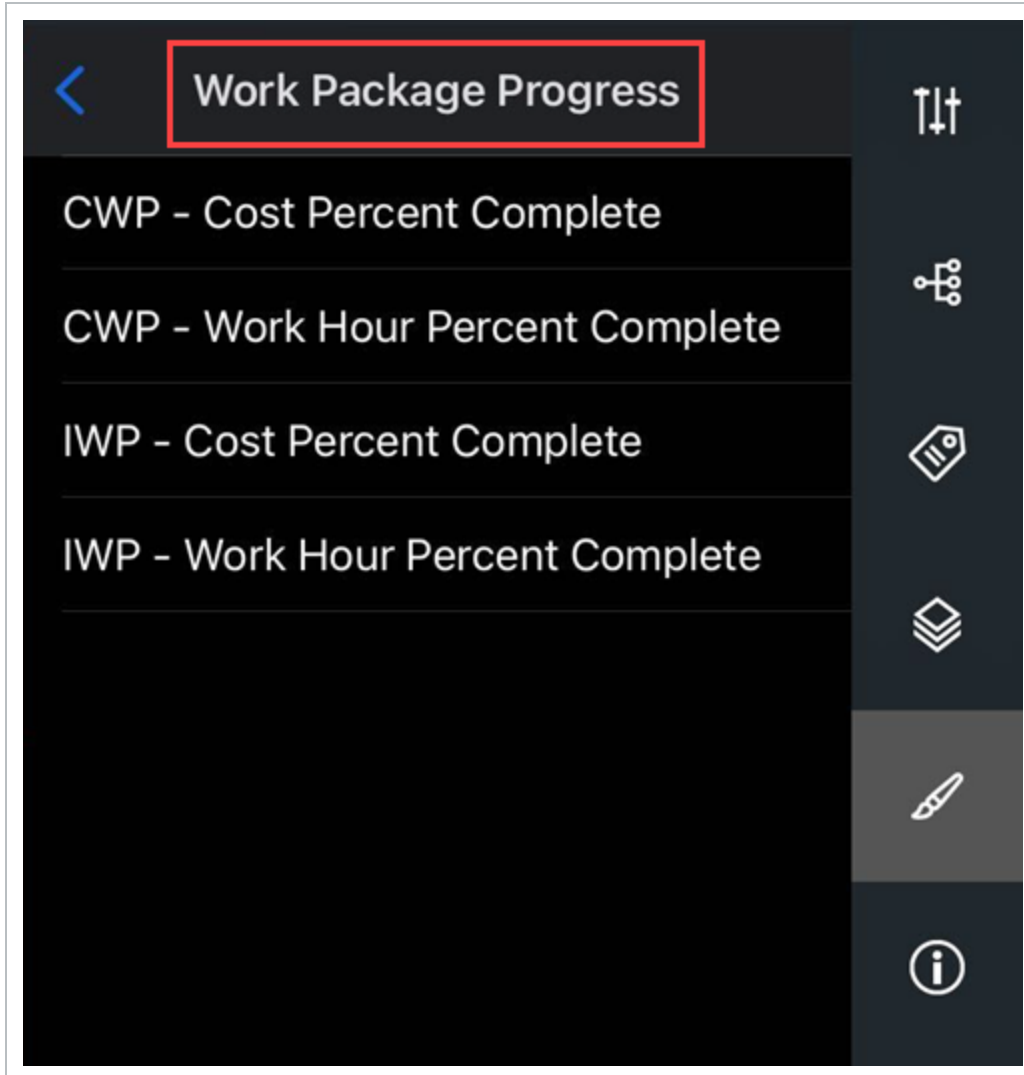 Work Package Progress
CWP - Cost Percent Complete
CWP - Work Hour Percent Complete
IWP - Cost Percent Complete
IWP - Work Hour Percent Complete